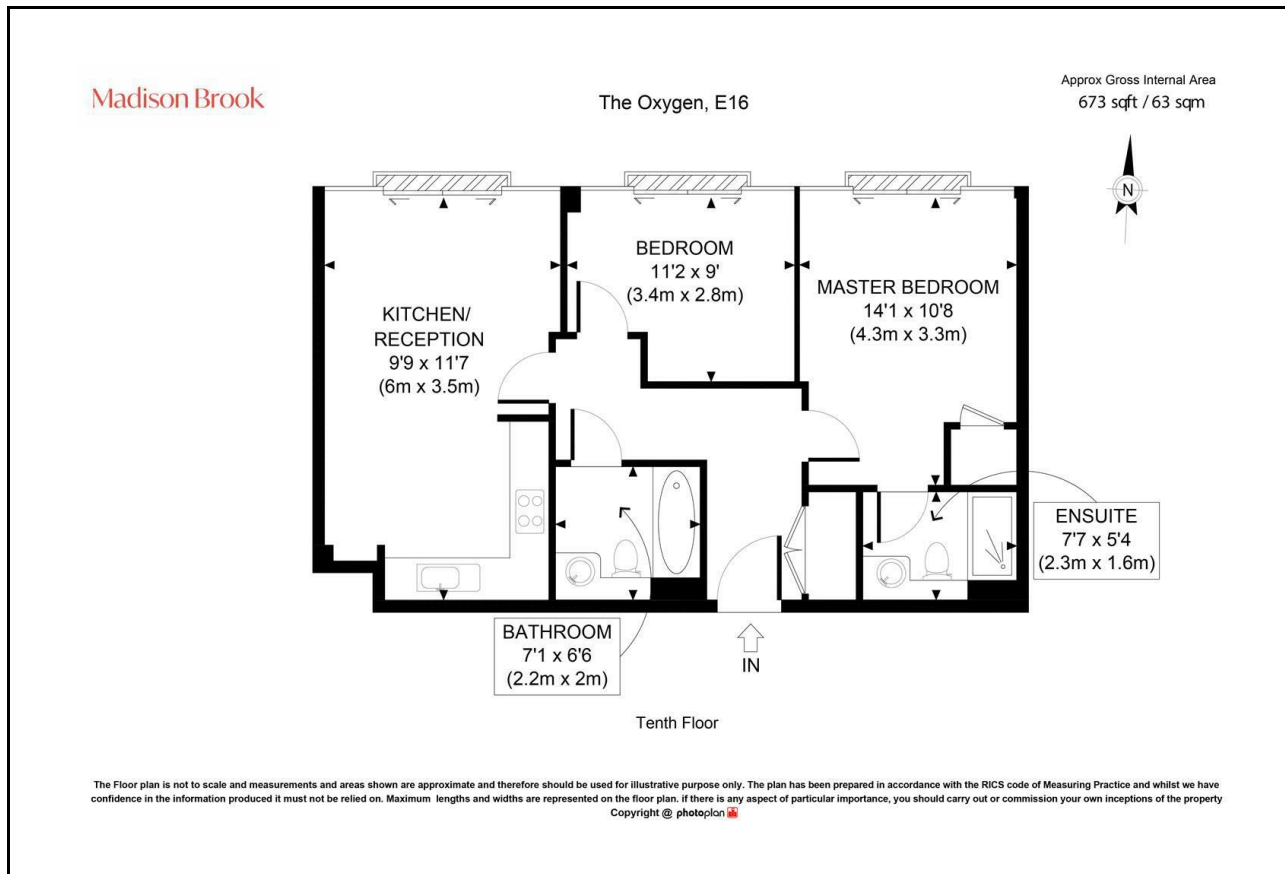 Madison Brook
The Oxygen, E16
Approx Gross Internal Area
673 sqft / 63 sqm
N
BEDROOM
11'2 x 9'
(3.4m x 2.8m)
MASTER BEDROOM
14'1 x 10'8
(4.3m x 3.3m)
KITCHEN/
RECEPTION
9'9 x 11'7
(6m x 3.5m)
ENSUITE
7'7 x 5'4
(2.3m x 1.6m)
BATHROOM
7'1 x 6'6
(2.2m x 2m)
IN
Tenth Floor
The Floor plan is not to scale and measurements and areas shown are approximate and therefore should be used for illustrative purpose only. The plan has been prepared in accordance with the RICS code of Measuring Practice and whilst we have
confidence in the information produced it must not be relied on. Maximum lengths and widths are represented on the floor plan. if there is any aspect of particular importance, you should carry out or commission your own inceptions of the property
Copyright @ photoplan